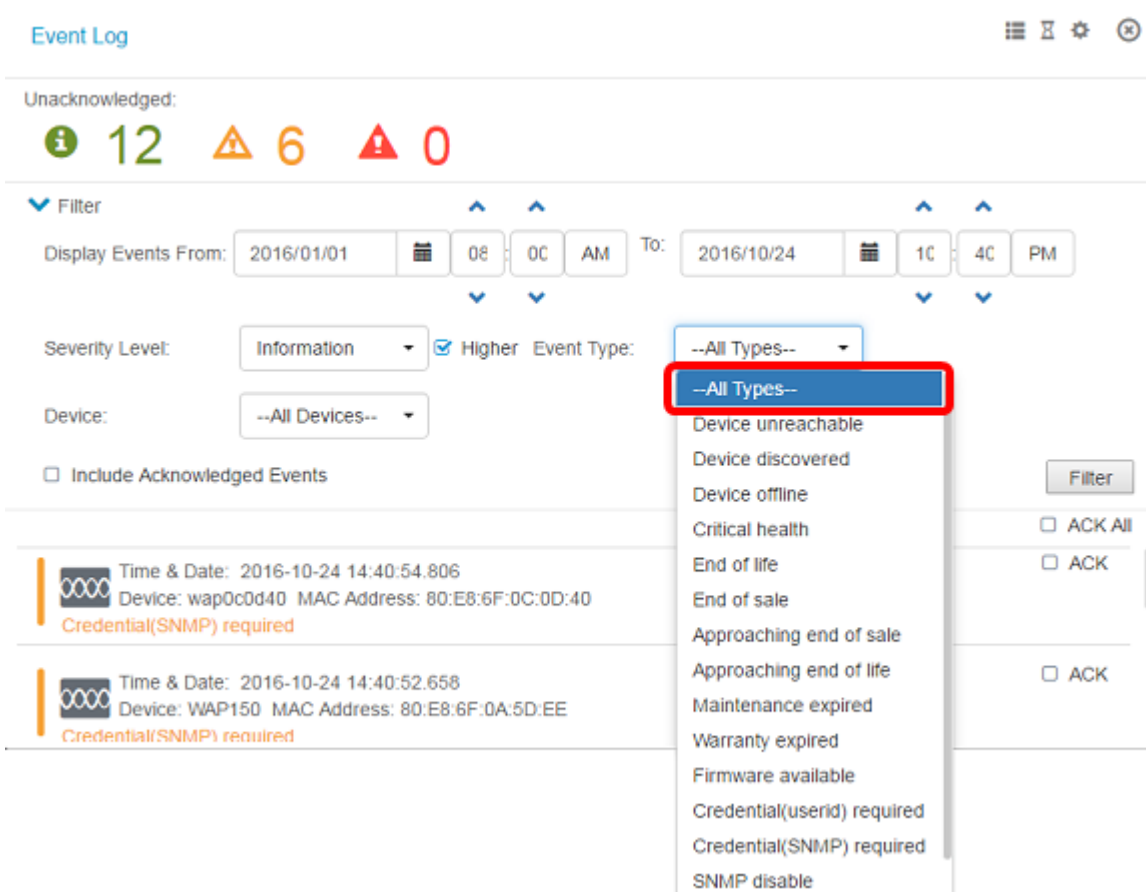 Event Log
Unacknowledged:
12 6 0
Filter
Display Events From: 2016/01/01 08 : 00 AM To: 2016/10/24 10 : 40 PM
Severity Level: Information Higher Event Type: --All Types--
--All Types--
Device: --All Devices--
Device unreachable
Device discovered
Include Acknowledged Events Filter
Device offline
Critical health
ACK All
End of life
End of sale
Approaching end of sale
Approaching end of life
Maintenance expired
Warranty expired
Firmware available
Credential(userid) required
Credential(SNMP) required
SNMP disable
Time & Date: 2016-10-24 14:40:54.806 ACK
Device: wap0c0d40 MAC Address: 80:E8:6F:0C:0D:40
Credential(SNMP) required
Time & Date: 2016-10-24 14:40:52.658 ACK
Device: WAP150 MAC Address: 80:E8:6F:0A:5D:EE
Credential(SNMP) required